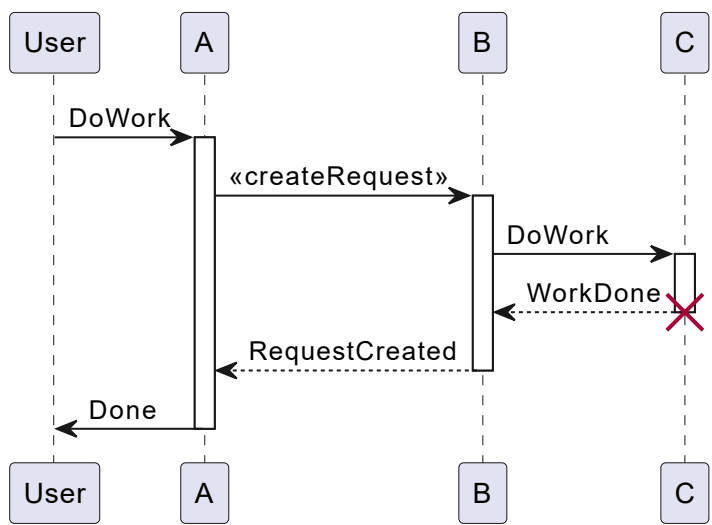 User A B C
DoWork
«createRequest»
DoWork
WorkDone
RequestCreated
Done
User A B C